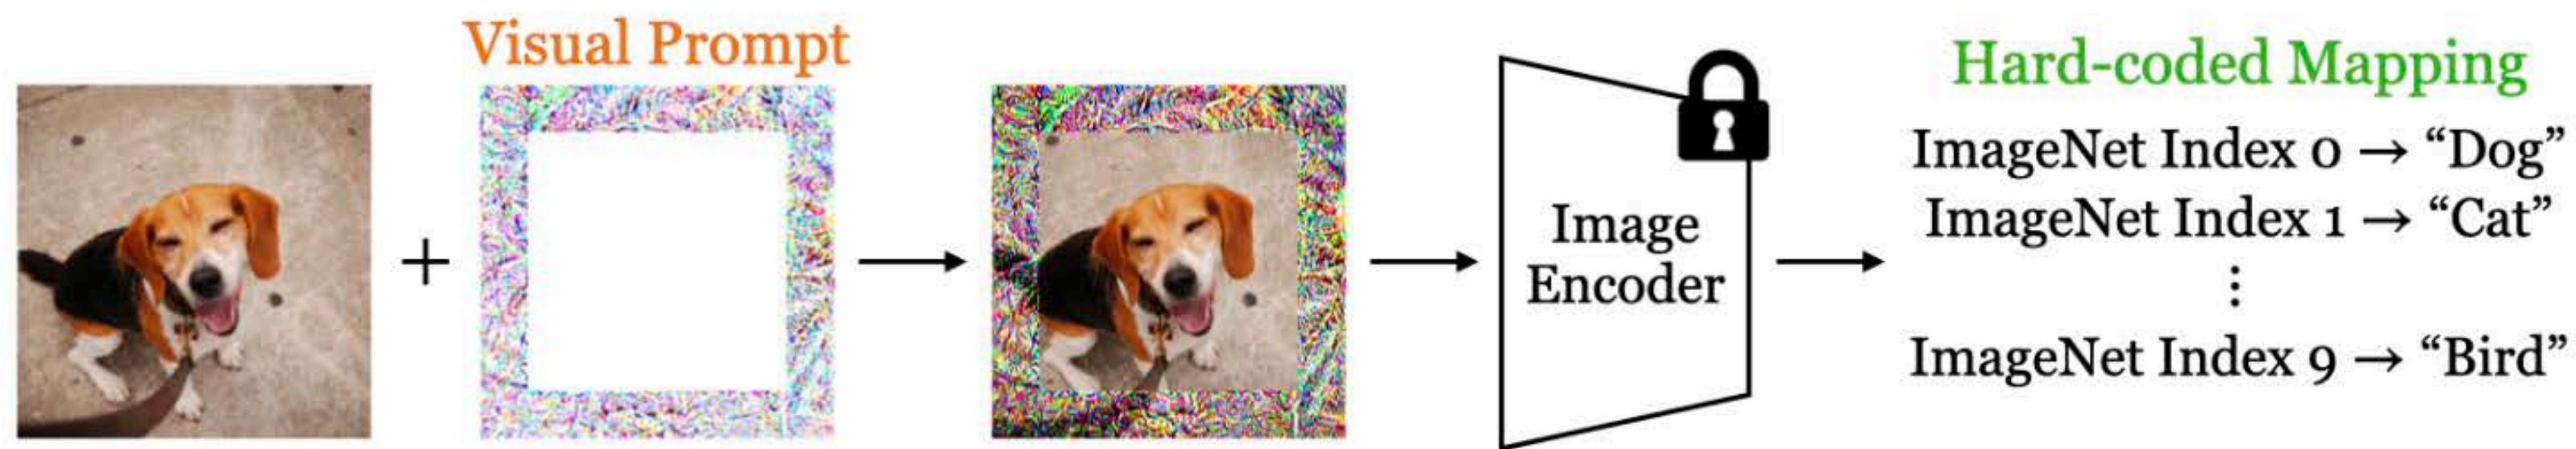 Visual Prompt
+
Image
Encoder
Hard-coded Mapping
ImageNet Index 0 → “Dog”
ImageNet Index 1 → “Cat”
⋮
ImageNet Index 9 → “Bird”